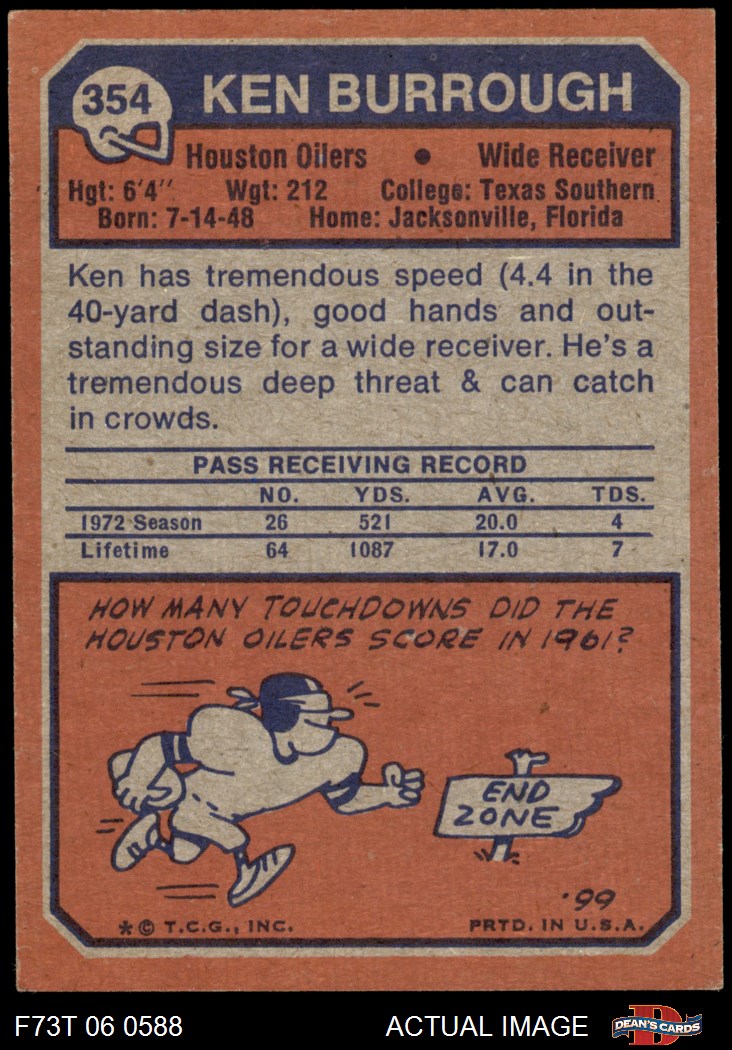 354
KEN BURROUGH
Houston Oilers • Wide Receiver
Hgt: 6'4" Wgt: 212 College: Texas Southern
Born: 7-14-48 Home: Jacksonville, Florida
Ken has tremendous speed (4.4 in the
40-yard dash), good hands and out-
standing size for a wide receiver. He's a
tremendous deep threat & can catch
in crowds.
PASS RECEIVING RECORD
NO. YDS. AVG. TDS.
1972 Season 26 521 20.0 4
Lifetime 64 1087 17.0 7
HOW MANY TOUCHDOWNS DID THE
HOUSTON OILERS SCORE IN 1961?
END
ZONE
'99
*© T.C.G., INC. PRTD. IN U.S.A.
F73T 06 0588 ACTUAL IMAGE
D
DEAN'S CARDS